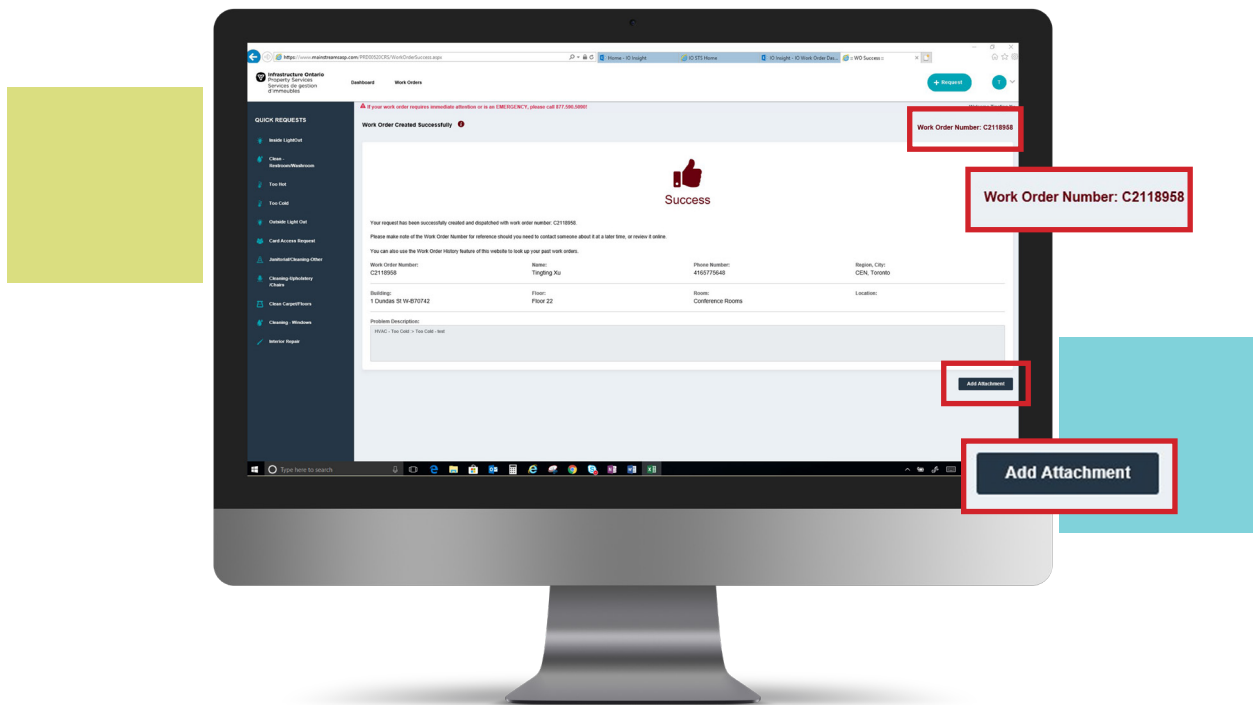 https://www.mainstreamsasp.com/PRD00920CRS/WorkOrderSuccess.aspx
Home - IO Insight
IO STS Home
IO Insight - IO Work Order Des...
:: WO Success ::
Infrastructure Ontario
Property Services
Services de gestion
d'immeubles
Dashboard
Work Orders
+ Request
?
If your work order requires immediate attention or is an EMERGENCY, please call
QUICK REQUESTS
Inside LightOut
Clean -
Restroom/Washroom
Too Hot
Too Cold
Outside Light Out
Card Access Request
Janitorial/Cleaning-Other
Cleaning-Upholstery
/Chairs
Clean Carpet/Floors
Cleaning - Windows
Interior Repair
Work Order Created Successfully
Work Order Number: C2118958
Work Order Number: C2118958
Success
Your request has been successfully created and dispatched with work order number: C2118958.
Please make note of the Work Order Number for reference should you need to contact someone about it at a later time, or review it online.
You can also use the Work Order History feature of this website to look up your past work orders.
Work Order Number:
Name:
Phone Number:
Region, City:
C2118958
Tingting Xu
4165775648
CEN, Toronto
Building:
Floor:
Room:
Location:
1 Dundas St W-B70742
Floor 22
Conference Rooms
Problem Description:
HVAC - Too Cold: > Too Cold - test
Add Attachment
Add Attachment
Type here to search